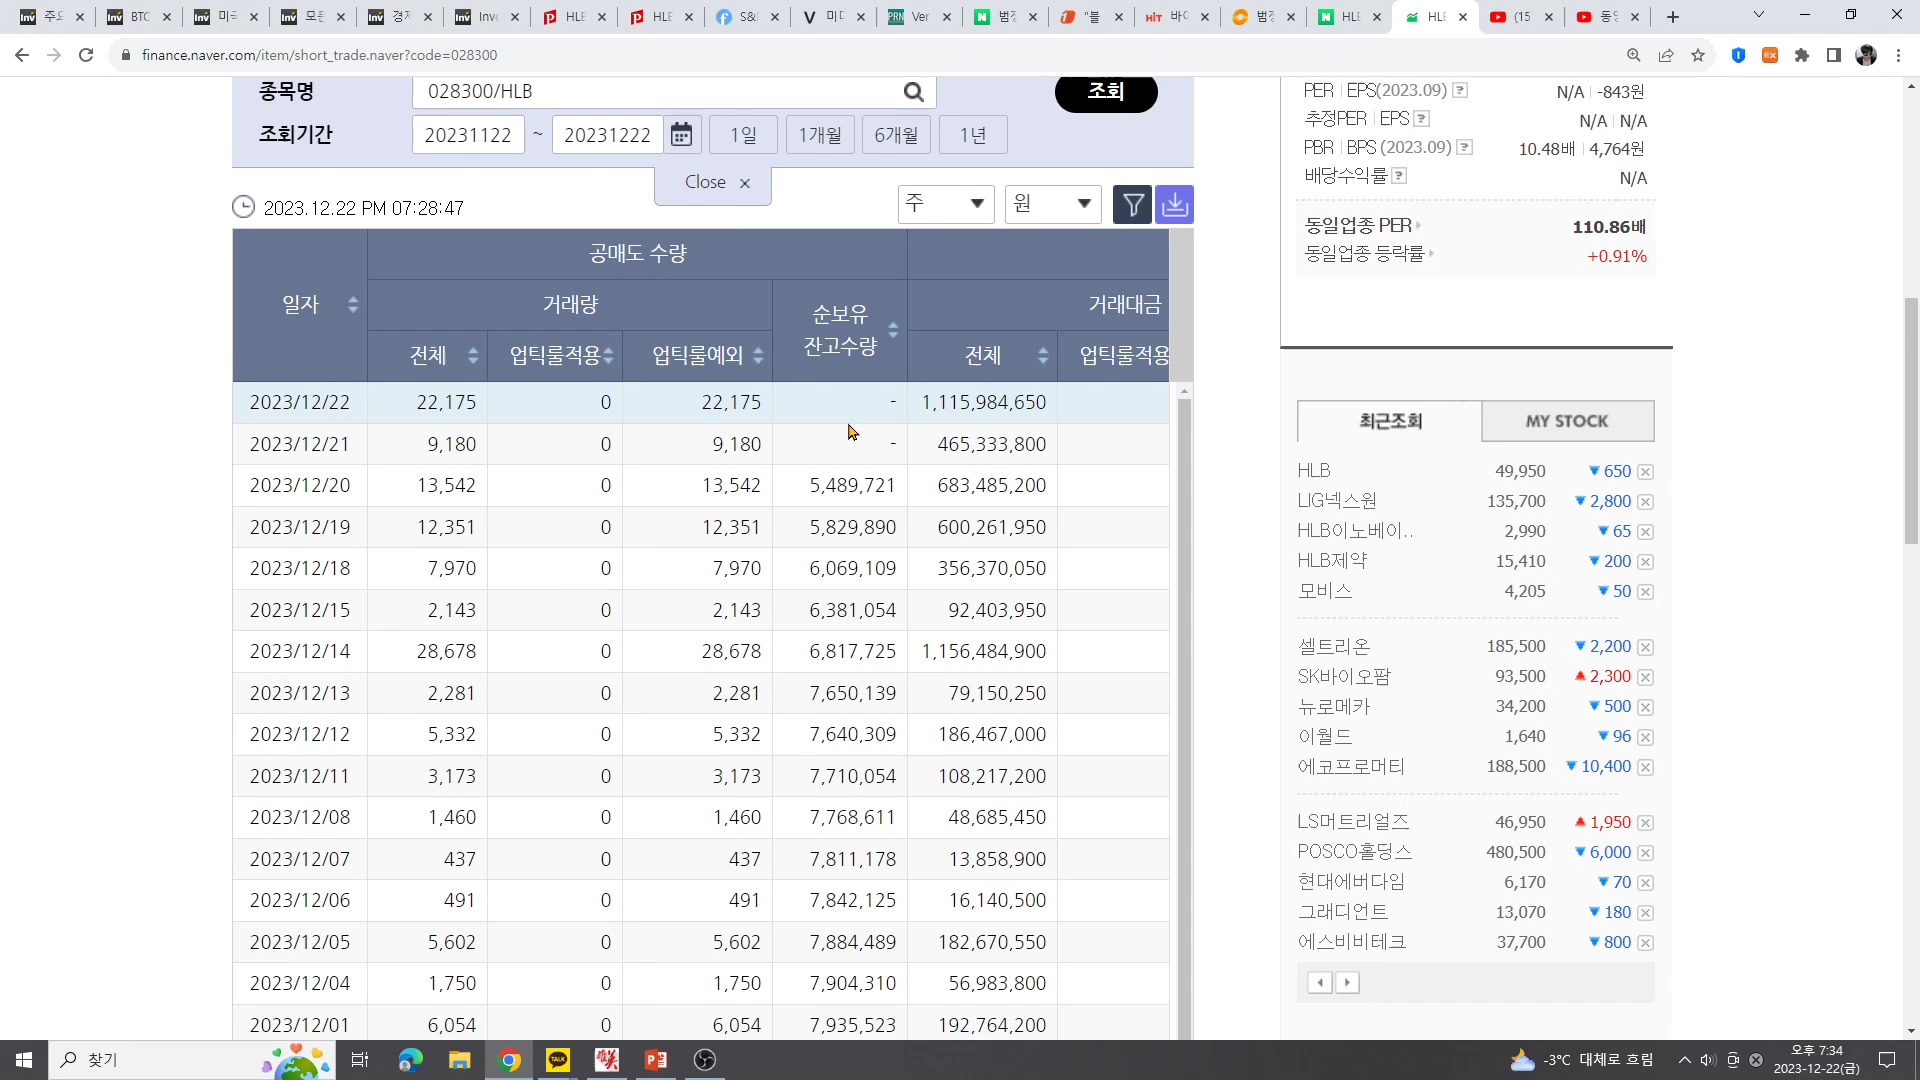 주요
BTC
미국
모든
Inve
HLE
HLE
S&
V 미
PRN Ver
범
"블
HiT 바
범
HLE
HLE
(15
동
finance.naver.com/item/short_trade.naver?code=028300
종목명
028300/HLB
조회
조회기간
20231122 ~ 20231222
1일 1개월 6개월 1년
Close
2023.12.22 PM 07:28:47
주 원
공매도 수량
일자 거래량 순보유 잔고수량 거래대금
전체 업틱룰적용 업틱룰예외 전체 업틱룰적용
2023/12/22 22,175 0 22,175 - 1,115,984,650
2023/12/21 9,180 0 9,180 - 465,333,800
2023/12/20 13,542 0 13,542 5,489,721 683,485,200
2023/12/19 12,351 0 12,351 5,829,890 600,261,950
2023/12/18 7,970 0 7,970 6,069,109 356,370,050
2023/12/15 2,143 0 2,143 6,381,054 92,403,950
2023/12/14 28,678 0 28,678 6,817,725 1,156,484,900
2023/12/13 2,281 0 2,281 7,650,139 79,150,250
2023/12/12 5,332 0 5,332 7,640,309 186,467,000
2023/12/11 3,173 0 3,173 7,710,054 108,217,200
2023/12/08 1,460 0 1,460 7,768,611 48,685,450
2023/12/07 437 0 437 7,811,178 13,858,900
2023/12/06 491 0 491 7,842,125 16,140,500
2023/12/05 5,602 0 5,602 7,884,489 182,670,550
2023/12/04 1,750 0 1,750 7,904,310 56,983,800
2023/12/01 6,054 0 6,054 7,935,523 192,764,200
PER | EPS(2023.09) ? N/A | -843원
추정PER | EPS ? N/A | N/A
PBR | BPS (2023.09) ? 10.48배 | 4,764원
배당수익률 ? N/A
동일업종 PER 110.86배
동일업종 등락률 +0.91%
최근조회 MY STOCK
HLB 49,950 ▼650
LIG넥스원 135,700 ▼2,800
HLB이노베이.. 2,990 ▼65
HLB제약 15,410 ▼200
모비스 4,205 ▼50
셀트리온 185,500 ▼2,200
SK바이오팜 93,500 ▲2,300
뉴로메카 34,200 ▼500
이월드 1,640 ▼96
에코프로머티 188,500 ▼10,400
LS머트리얼즈 46,950 ▲1,950
POSCO홀딩스 480,500 ▼6,000
현대에버다임 6,170 ▼70
그래디언트 13,070 ▼180
에스비비테크 37,700 ▼800
찾기
TALK
-3°C 대체로 흐림
오후 7:34
2023-12-22(금)